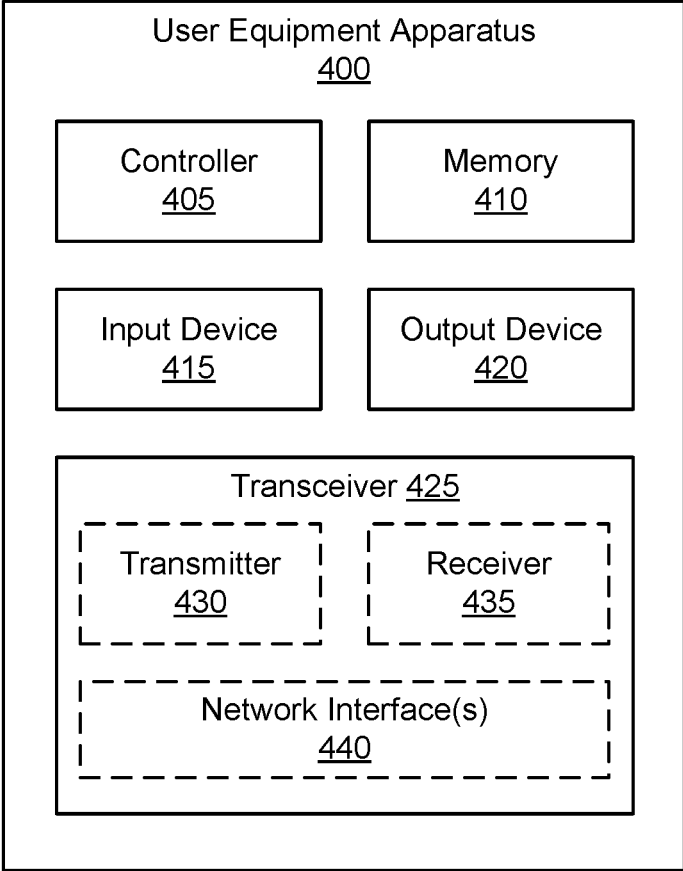 User Equipment Apparatus
400
Controller
405
Memory
410
Input Device
415
Output Device
420
Transceiver 425
Transmitter
430
Receiver
435
Network Interface(s)
440